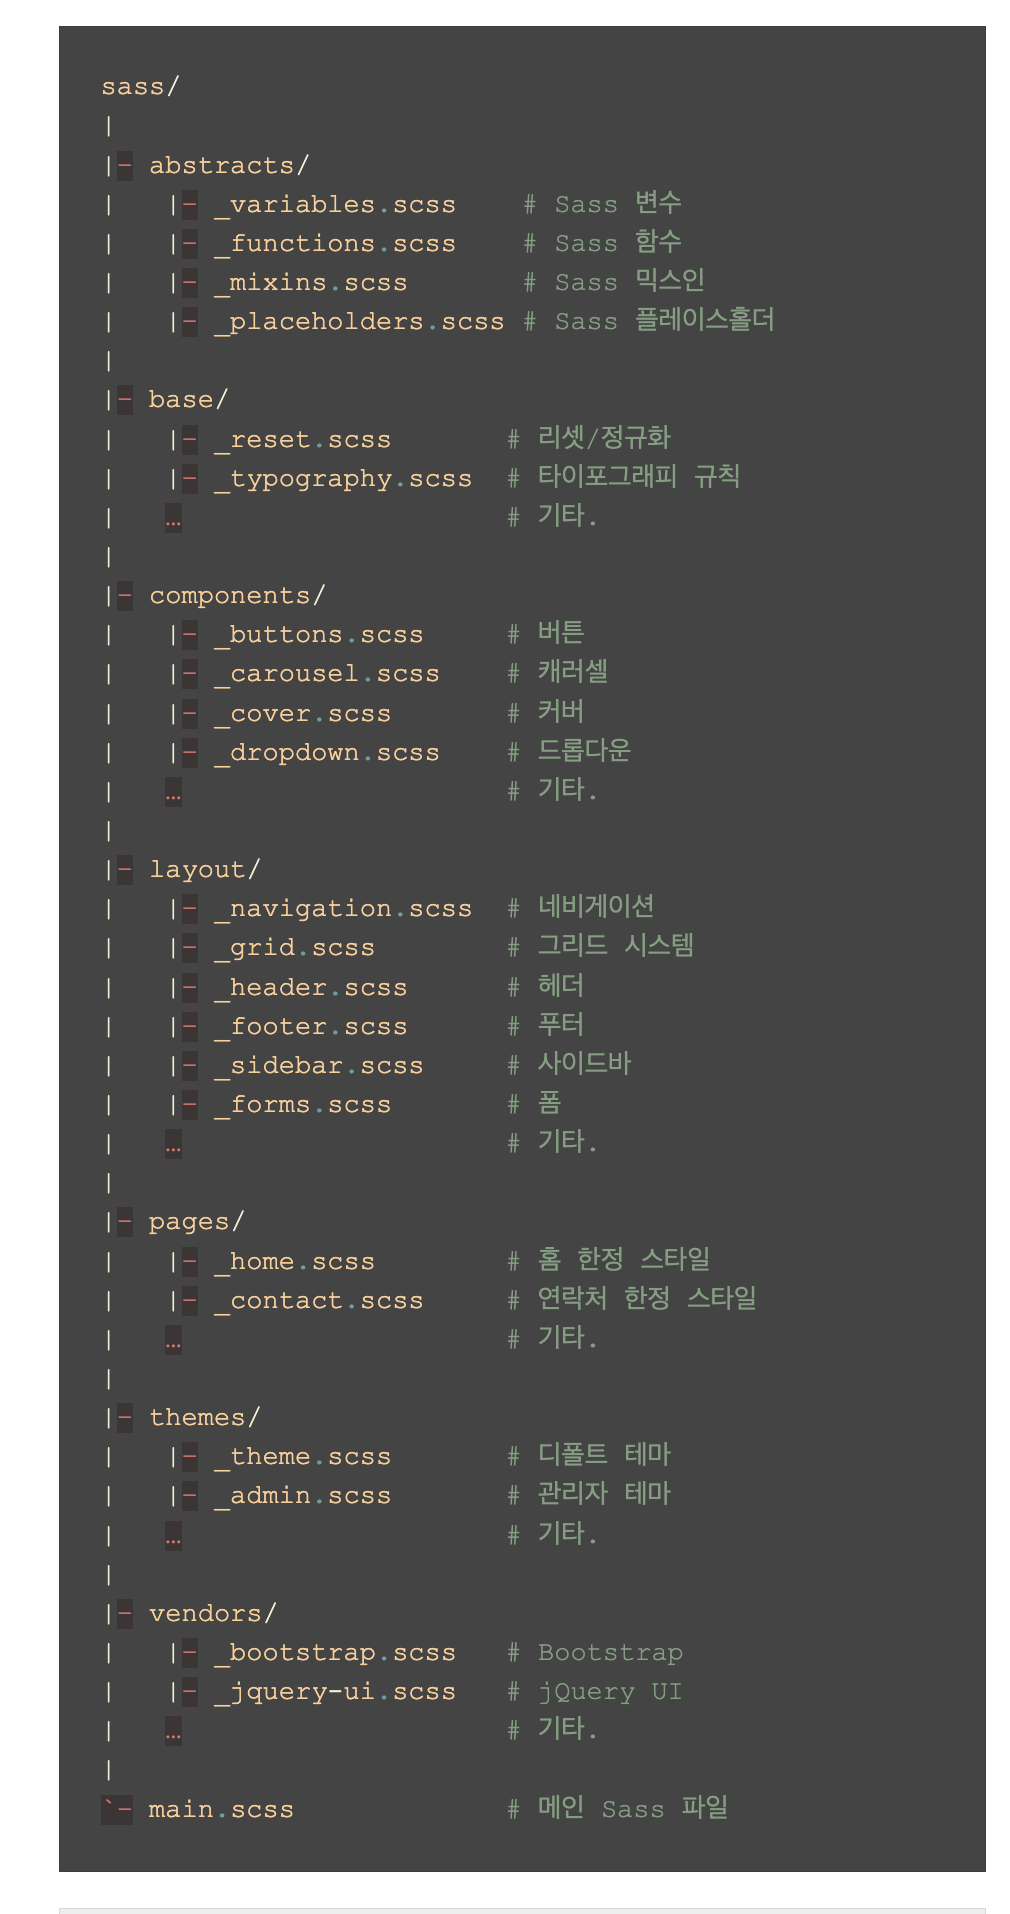 sass/
|
|- abstracts/
|   |- _variables.scss    # Sass 변수
|   |- _functions.scss    # Sass 함수
|   |- _mixins.scss       # Sass 믹스인
|   |- _placeholders.scss # Sass 플레이스홀더
|
|- base/
|   |- _reset.scss       # 리셋/정규화
|   |- _typography.scss  # 타이포그래피 규칙
|   …                    # 기타.
|
|- components/
|   |- _buttons.scss     # 버튼
|   |- _carousel.scss    # 캐러셀
|   |- _cover.scss       # 커버
|   |- _dropdown.scss    # 드롭다운
|   …                    # 기타.
|
|- layout/
|   |- _navigation.scss  # 네비게이션
|   |- _grid.scss        # 그리드 시스템
|   |- _header.scss      # 헤더
|   |- _footer.scss      # 푸터
|   |- _sidebar.scss     # 사이드바
|   |- _forms.scss       # 폼
|   …                    # 기타.
|
|- pages/
|   |- _home.scss        # 홈 한정 스타일
|   |- _contact.scss     # 연락처 한정 스타일
|   …                    # 기타.
|
|- themes/
|   |- _theme.scss       # 디폴트 테마
|   |- _admin.scss       # 관리자 테마
|   …                    # 기타.
|
|- vendors/
|   |- _bootstrap.scss   # Bootstrap
|   |- _jquery-ui.scss   # jQuery UI
|   …                    # 기타.
|
`- main.scss             # 메인 Sass 파일